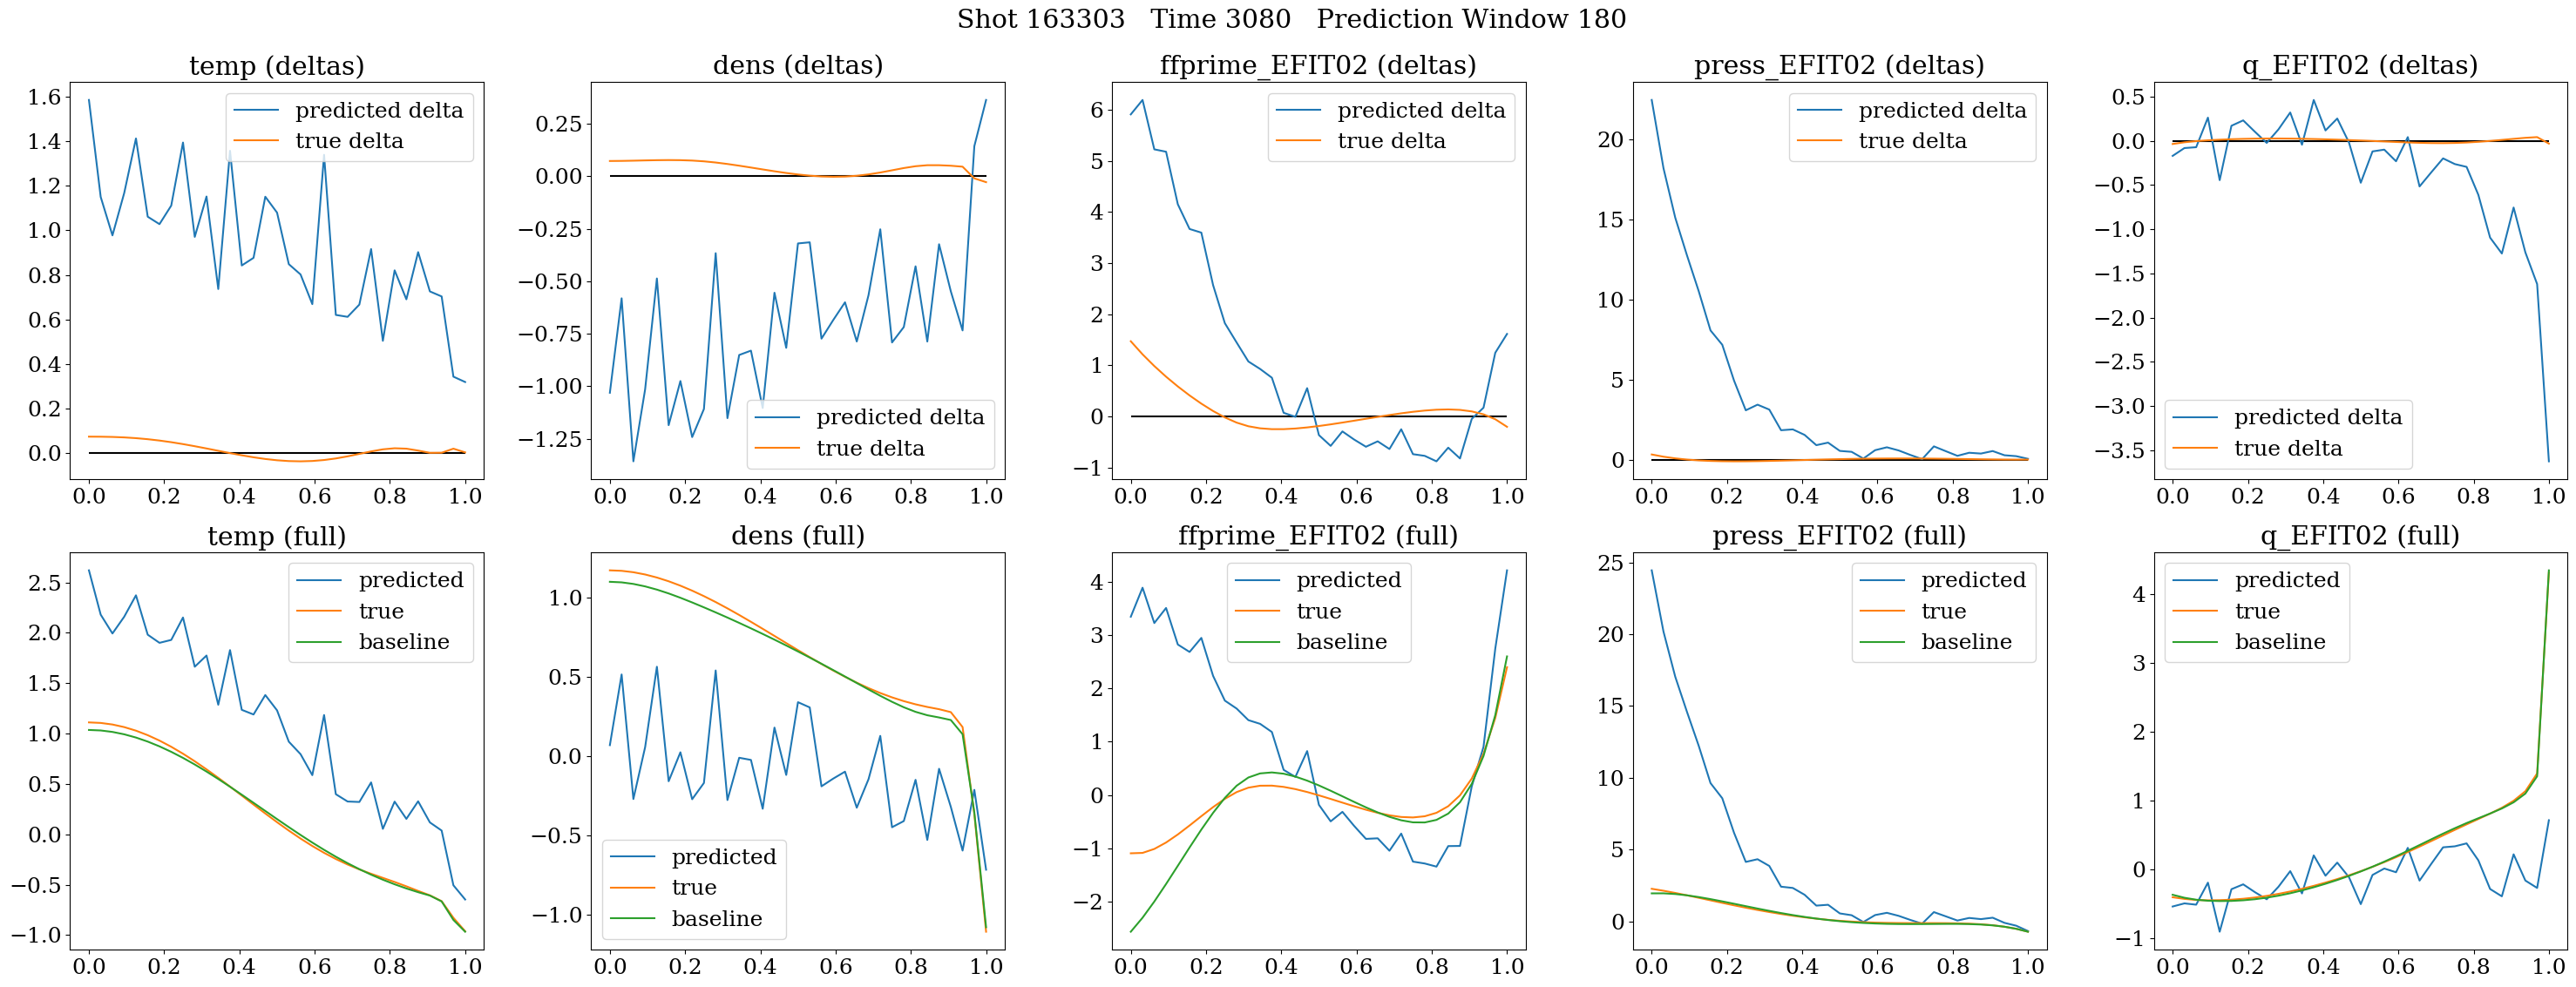 Shot 163303   Time 3080   Prediction Window 180
temp (deltas)
1.6
1.4
1.2
1.0
0.8
0.6
0.4
0.2
0.0
predicted delta
true delta
0.0 0.2 0.4 0.6 0.8 1.0
dens (deltas)
0.25
0.00
−0.25
−0.50
−0.75
−1.00
−1.25
predicted delta
true delta
0.0 0.2 0.4 0.6 0.8 1.0
ffprime_EFIT02 (deltas)
6
5
4
3
2
1
0
−1
predicted delta
true delta
0.0 0.2 0.4 0.6 0.8 1.0
press_EFIT02 (deltas)
20
15
10
5
0
predicted delta
true delta
0.0 0.2 0.4 0.6 0.8 1.0
q_EFIT02 (deltas)
0.5
0.0
−0.5
−1.0
−1.5
−2.0
−2.5
−3.0
−3.5
predicted delta
true delta
0.0 0.2 0.4 0.6 0.8 1.0
temp (full)
2.5
2.0
1.5
1.0
0.5
0.0
−0.5
−1.0
predicted
true
baseline
0.0 0.2 0.4 0.6 0.8 1.0
dens (full)
1.0
0.5
0.0
−0.5
−1.0
predicted
true
baseline
0.0 0.2 0.4 0.6 0.8 1.0
ffprime_EFIT02 (full)
4
3
2
1
0
−1
−2
predicted
true
baseline
0.0 0.2 0.4 0.6 0.8 1.0
press_EFIT02 (full)
25
20
15
10
5
0
predicted
true
baseline
0.0 0.2 0.4 0.6 0.8 1.0
q_EFIT02 (full)
4
3
2
1
0
−1
predicted
true
baseline
0.0 0.2 0.4 0.6 0.8 1.0